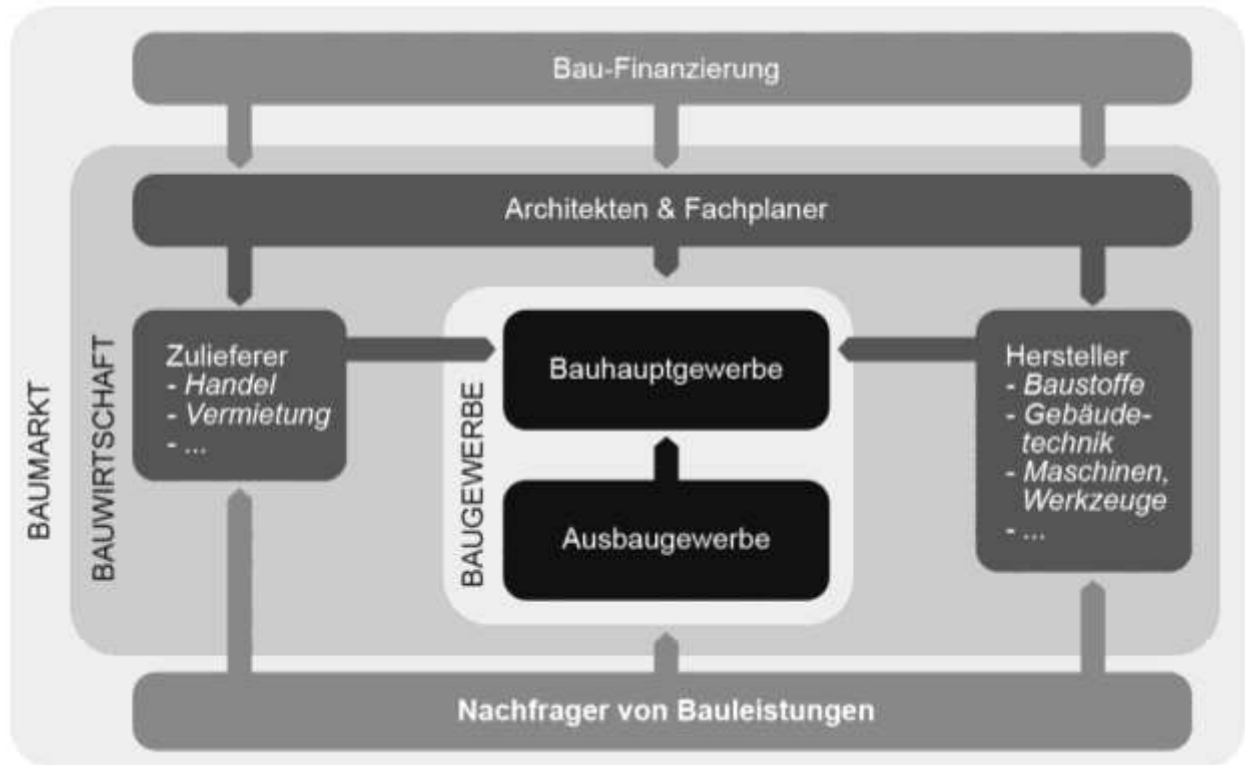 Bau-Finanzierung
Architekten & Fachplaner
BAUMARKT
BAUWIRTSCHAFT
Zulieferer
- Handel
- Vermietung
- ...
BAUGEWERBE
Bauhauptgewerbe
Ausbaugewerbe
Hersteller
- Baustoffe
- Gebäude-
technik
- Maschinen,
Werkzeuge
- ...
Nachfrager von Bauleistungen